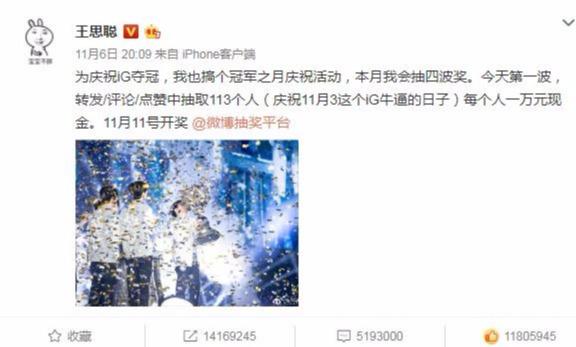 王思聪
11月6日 20:09 来自 iPhone客户端
为庆祝IG夺冠，我也搞个冠军之月庆祝活动，本月我会抽四波奖。今天第一波，
转发/评论/点赞中抽取113个人（庆祝11月3这个iG牛逼的日子）每个人一万元现
金。11月11号开奖 @微博抽奖平台
收藏
14169245
5193000
11805945